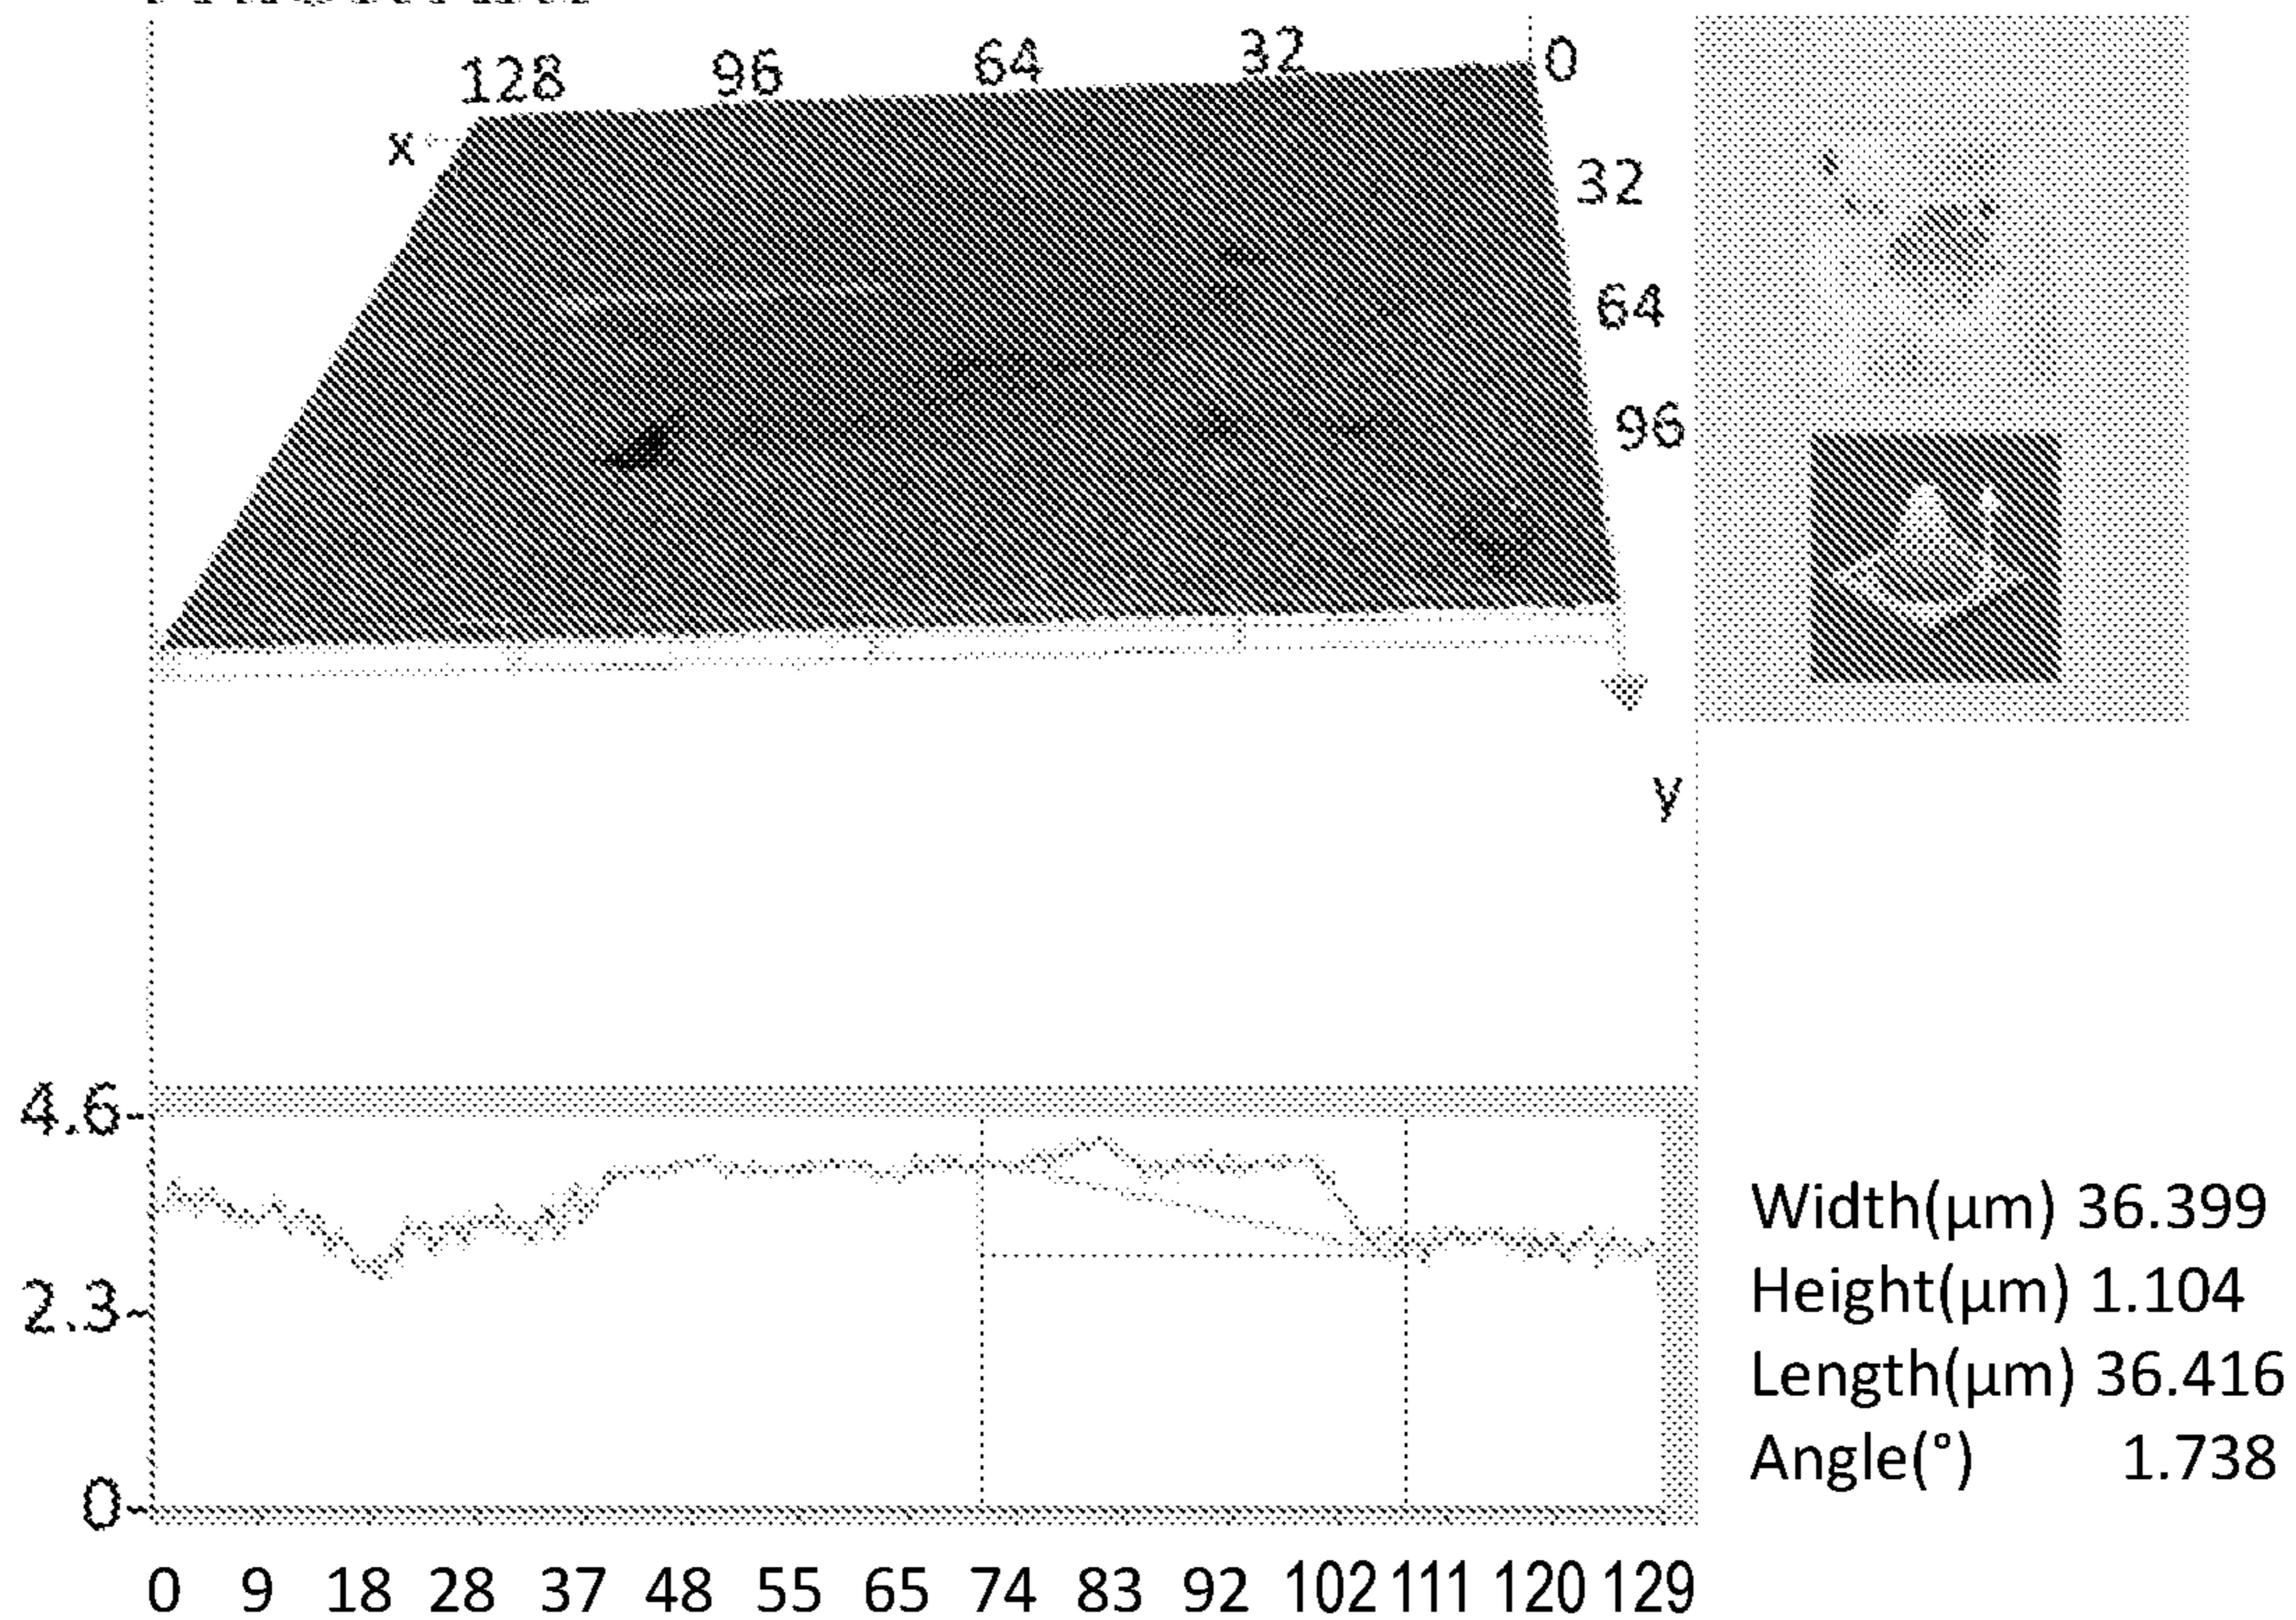 128 96 64 32 0
x
32
64
96
y
4.6
2.3
0
0 9 18 28 37 48 55 65 74 83 92 102 111 120 129
Width(μm) 36.399
Height(μm) 1.104
Length(μm) 36.416
Angle(°) 1.738